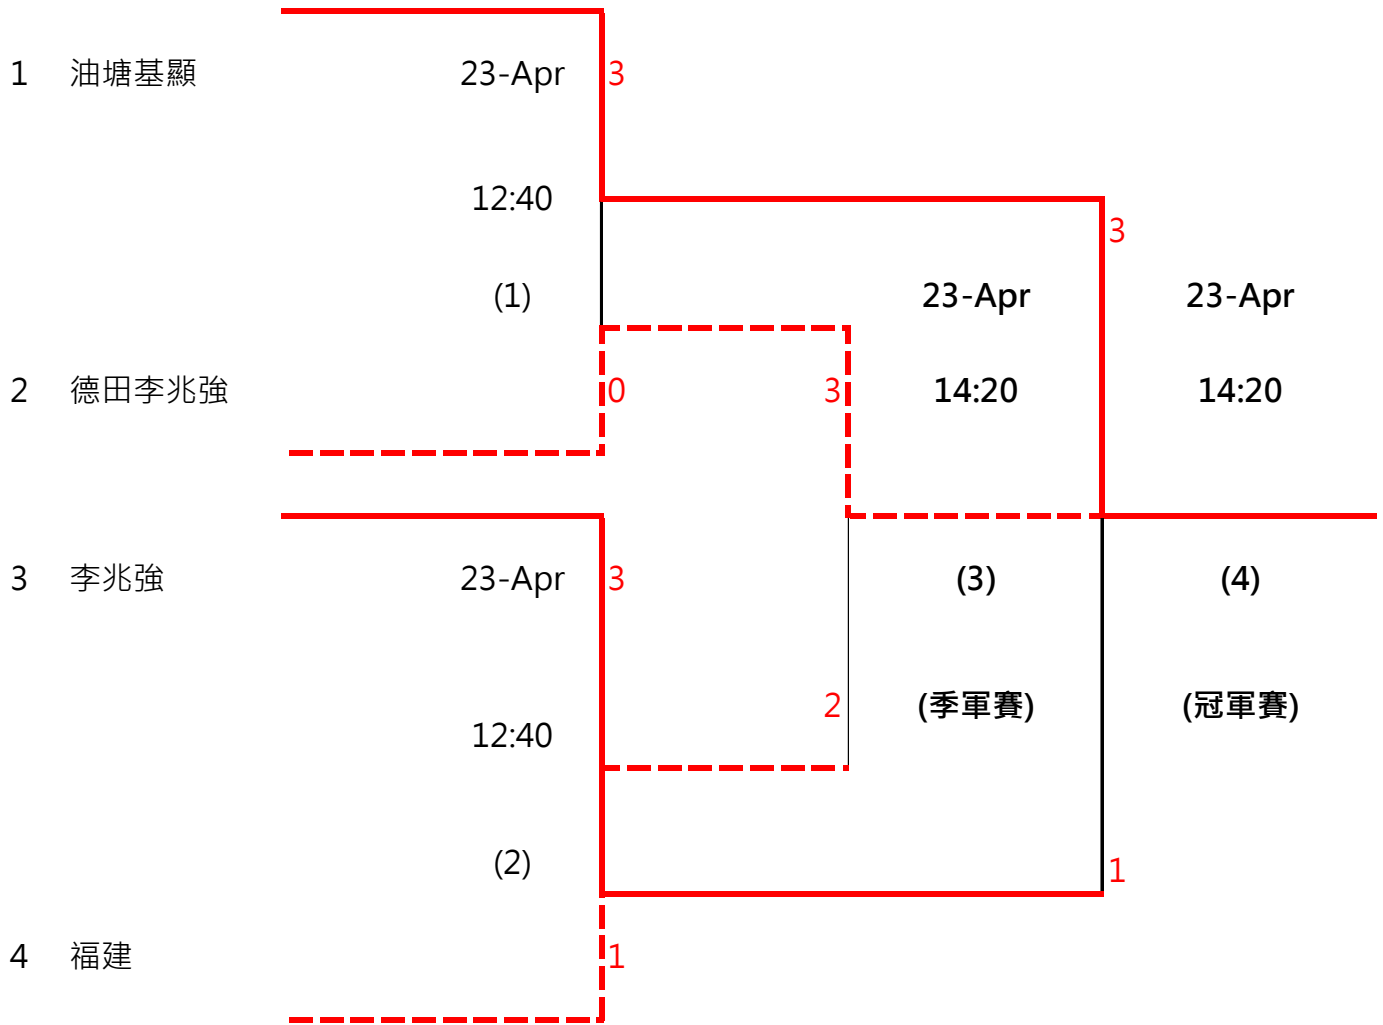 1 油塘基顯 23-Apr 3
12:40
3
(1) 23-Apr 23-Apr
2 德田李兆強 0 3 14:20 14:20
3 李兆強 23-Apr 3 (3) (4)
2 (季軍賽) (冠軍賽)
12:40
(2)
1
4 福建 1